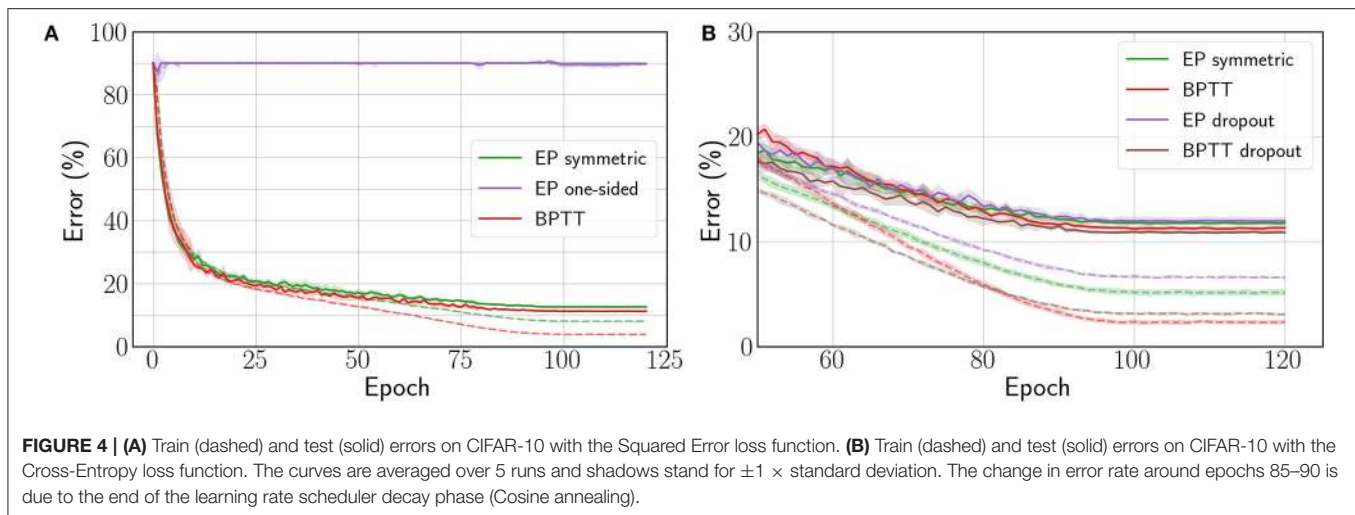 A
100
80
60
40
20
0
Error (%)
0
25
50
75
100
125
Epoch
EP symmetric
EP one-sided
BPTT
B
30
20
10
0
Error (%)
60
80
100
120
Epoch
EP symmetric
BPTT
EP dropout
BPTT dropout
FIGURE 4 | (A) Train (dashed) and test (solid) errors on CIFAR-10 with the Squared Error loss function. (B) Train (dashed) and test (solid) errors on CIFAR-10 with the
Cross-Entropy loss function. The curves are averaged over 5 runs and shadows stand for ±1 × standard deviation. The change in error rate around epochs 85–90 is
due to the end of the learning rate scheduler decay phase (Cosine annealing).